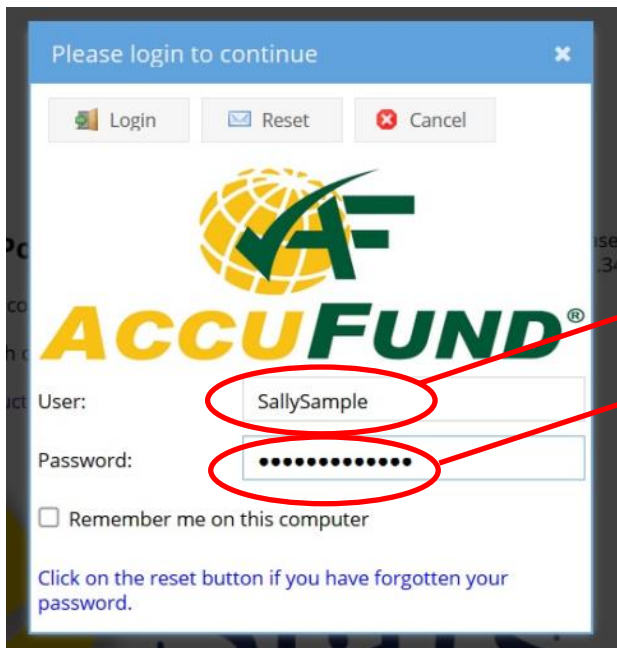 Please login to continue
Login Reset Cancel
AF
ACCUFUND®
User: SallySample
Password: •••••••••••••
Remember me on this computer
Click on the reset button if you have forgotten your
password.